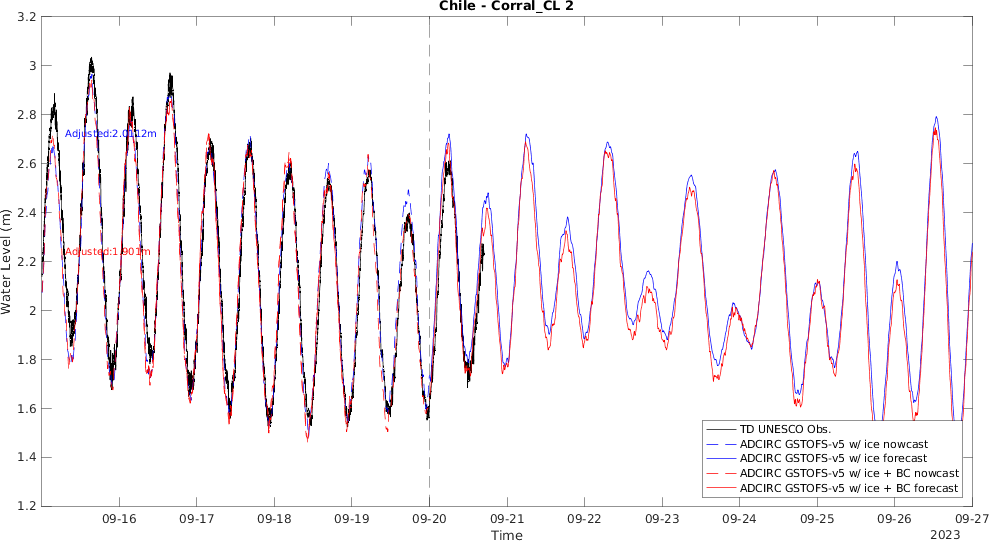 Chile - Corral_CL 2
3.2
3
2.8
2.6
2.4
2.2
2
1.8
1.6
1.4
1.2
Water Level (m)
Adjusted:2.0112m
Adjusted:1.901m
TD UNESCO Obs.
ADCIRC GSTOFS-v5 w/ ice nowcast
ADCIRC GSTOFS-v5 w/ ice forecast
ADCIRC GSTOFS-v5 w/ ice + BC nowcast
ADCIRC GSTOFS-v5 w/ ice + BC forecast
09-16 09-17 09-18 09-19 09-20 09-21 09-22 09-23 09-24 09-25 09-26 09-27
Time
2023